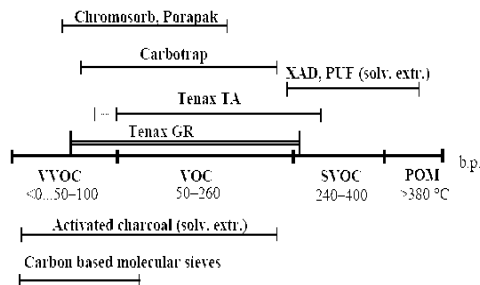 Chromosorb, Porapak
Carbotrap
XAD, PUF (solv. extr.)
Tenax TA
Tenax GR
b.p.
VVOC VOC SVOC POM
<0...50–100 50–260 240–400 >380 °C
Activated charcoal (solv. extr.)
Carbon based molecular sieves